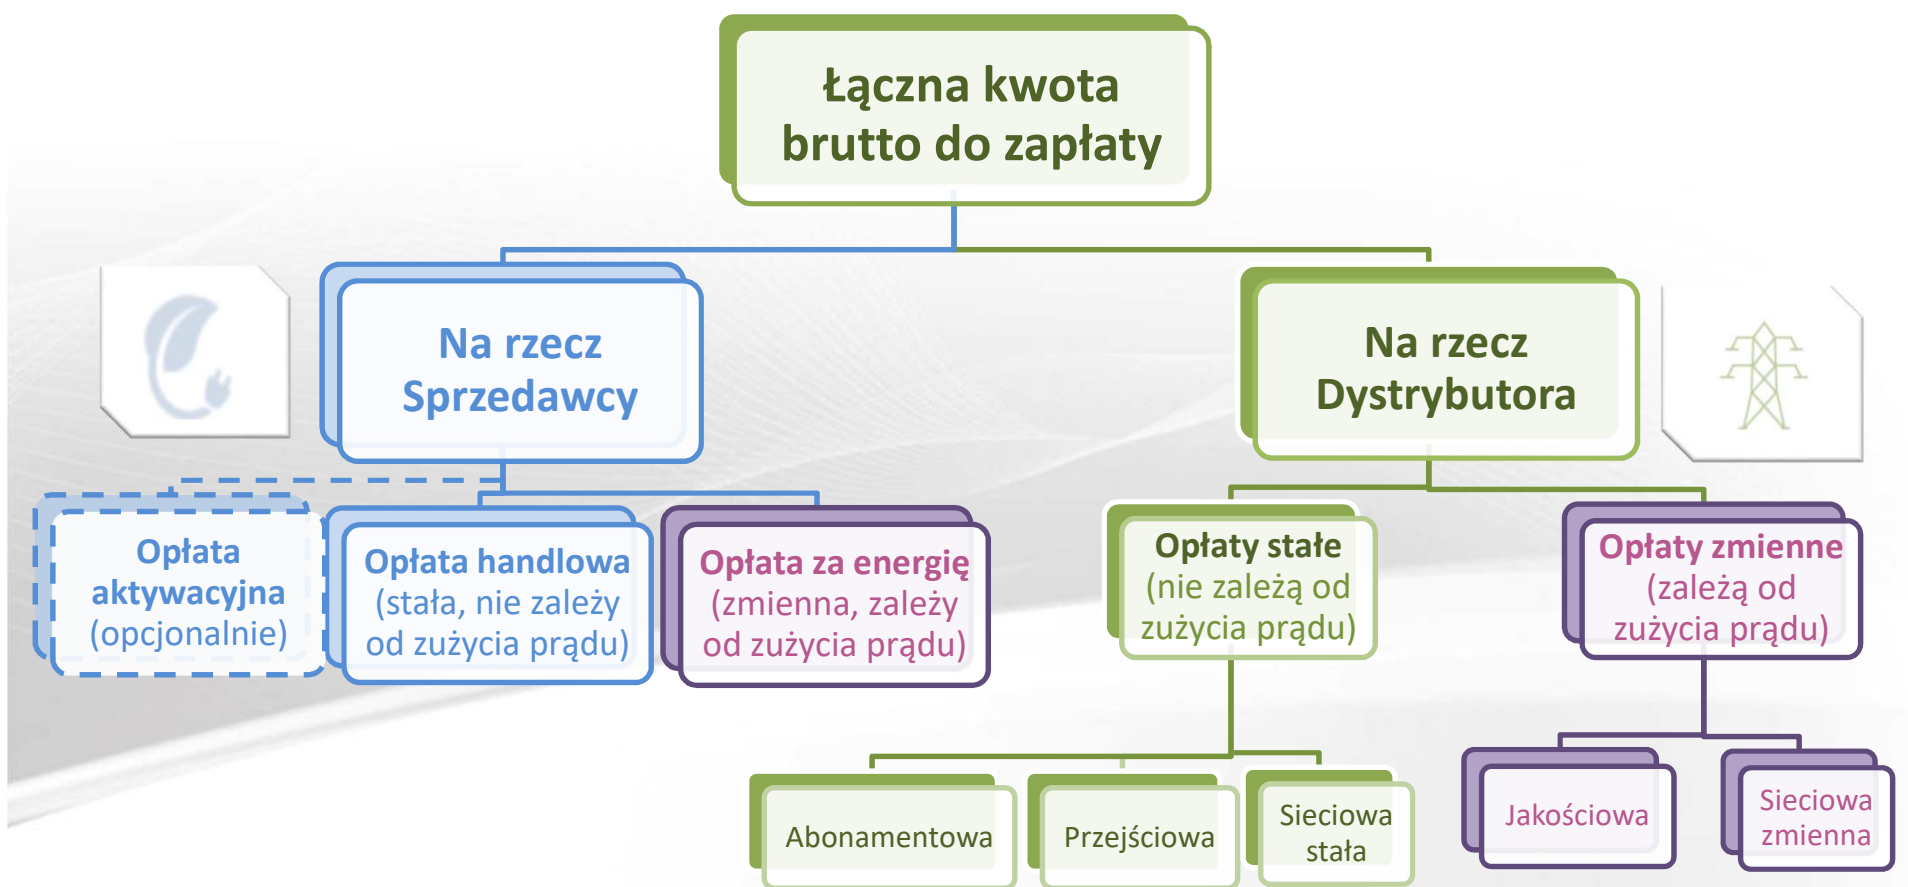 Łączna kwota
brutto do zapłaty
Na rzecz
Sprzedawcy
Na rzecz
Dystrybutora
Opłata
aktywacyjna
(opcjonalnie)
Opłata handlowa
(stała, nie zależy
od zużycia prądu)
Opłata za energię
(zmienna, zależy
od zużycia prądu)
Opłaty stałe
(nie zależą od
zużycia prądu)
Opłaty zmienne
(zależą od
zużycia prądu)
Abonamentowa
Przejściowa
Sieciowa
stała
Jakościowa
Sieciowa
zmienna